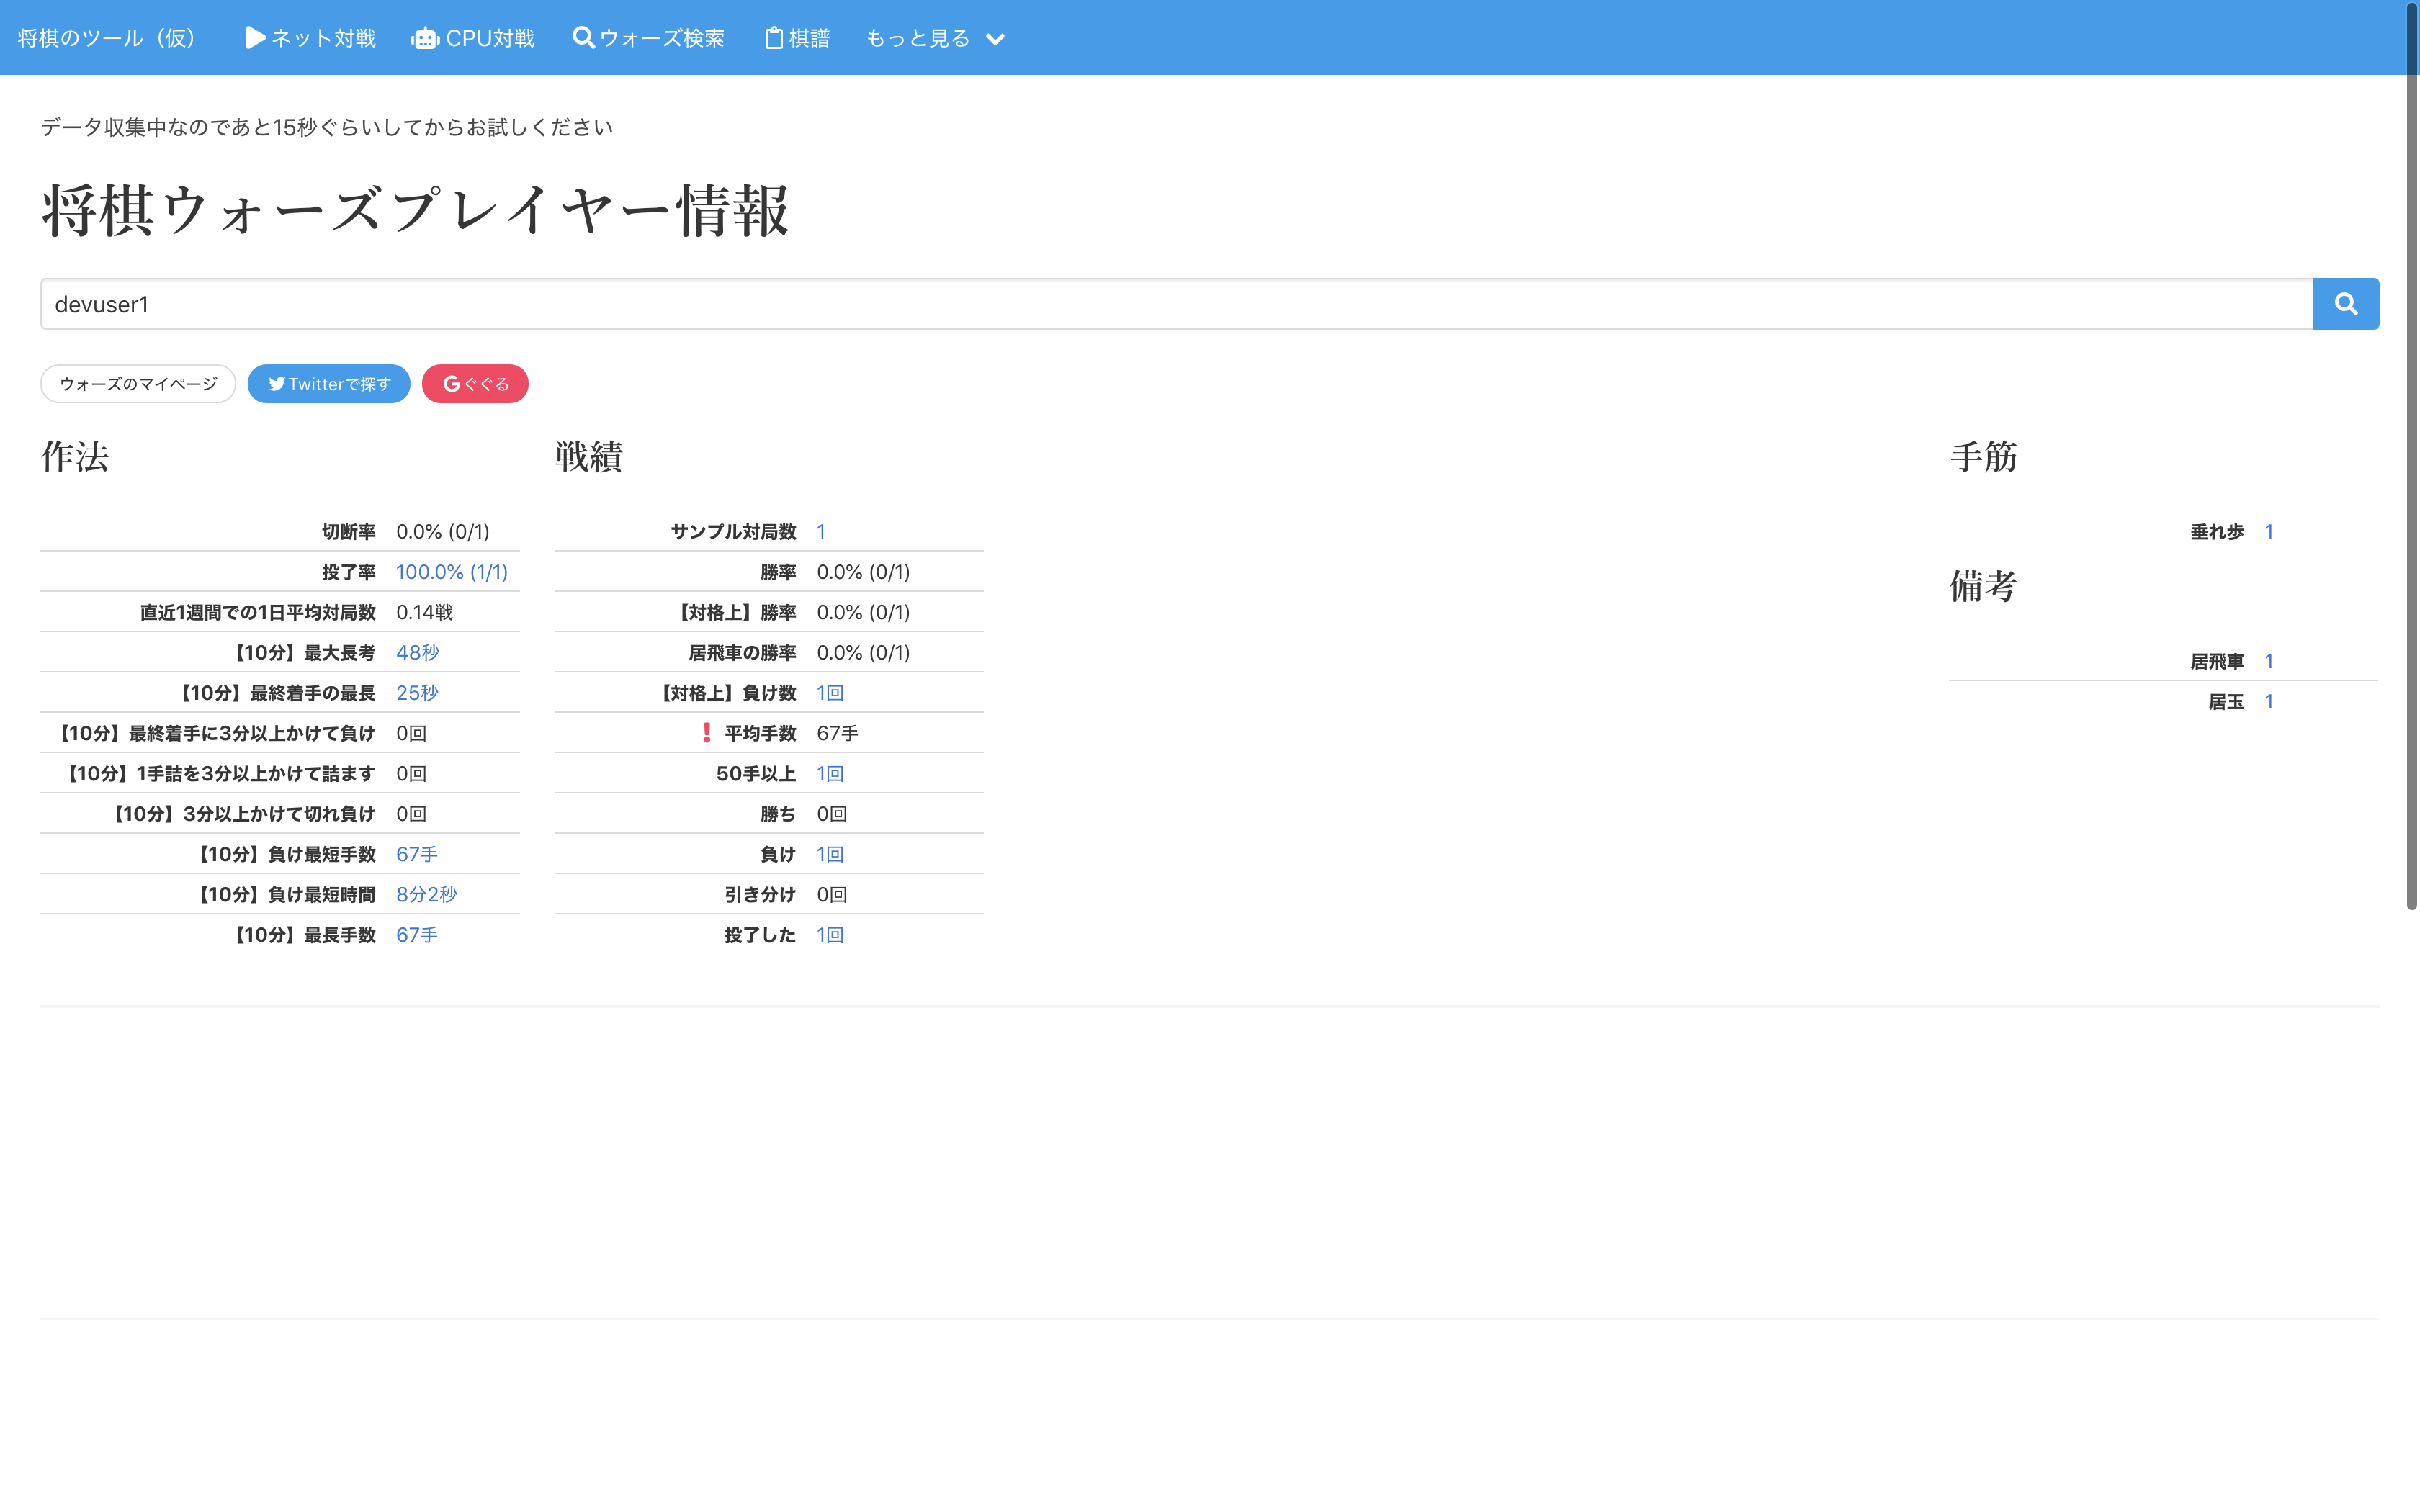 将棋のツール（仮） ネット対戦 CPU対戦 ウォーズ検索 棋譜 もっと見る
データ収集中なのであと15秒ぐらいしてからお試しください
将棋ウォーズプレイヤー情報
devuser1
ウォーズのマイページ Twitterで探す ぐぐる
作法
切断率 0.0% (0/1)
投了率 100.0% (1/1)
直近1週間での1日平均対局数 0.14戦
【10分】最大長考 48秒
【10分】最終着手の最長 25秒
【10分】最終着手に3分以上かけて負け 0回
【10分】1手詰を3分以上かけて詰ます 0回
【10分】3分以上かけて切れ負け 0回
【10分】負け最短手数 67手
【10分】負け最短時間 8分2秒
【10分】最長手数 67手
戦績
サンプル対局数 1
勝率 0.0% (0/1)
【対格上】勝率 0.0% (0/1)
居飛車の勝率 0.0% (0/1)
【対格上】負け数 1回
❗ 平均手数 67手
50手以上 1回
勝ち 0回
負け 1回
引き分け 0回
投了した 1回
手筋
垂れ歩 1
備考
居飛車 1
居玉 1